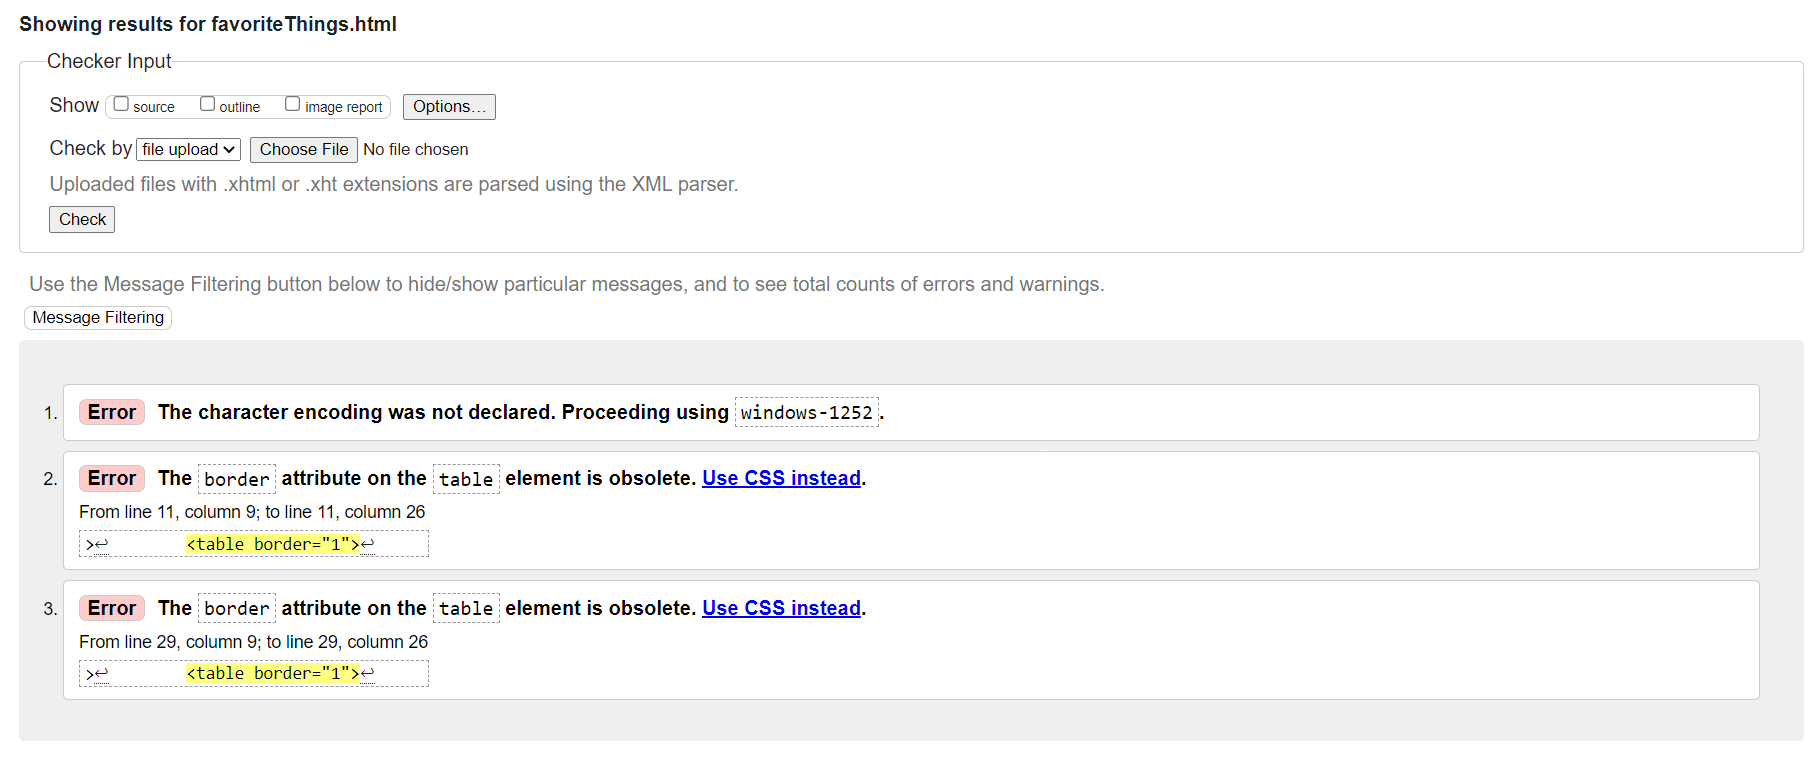 Showing results for favoriteThings.html
Checker Input
Show source outline image report Options...
Check by file upload Choose File No file chosen
Uploaded files with .xhtml or .xht extensions are parsed using the XML parser.
Check
Use the Message Filtering button below to hide/show particular messages, and to see total counts of errors and warnings.
Message Filtering
1. Error The character encoding was not declared. Proceeding using windows-1252.
2. Error The border attribute on the table element is obsolete. Use CSS instead.
From line 11, column 9; to line 11, column 26
>↩ <table border="1">↩
3. Error The border attribute on the table element is obsolete. Use CSS instead.
From line 29, column 9; to line 29, column 26
>↩ <table border="1">↩